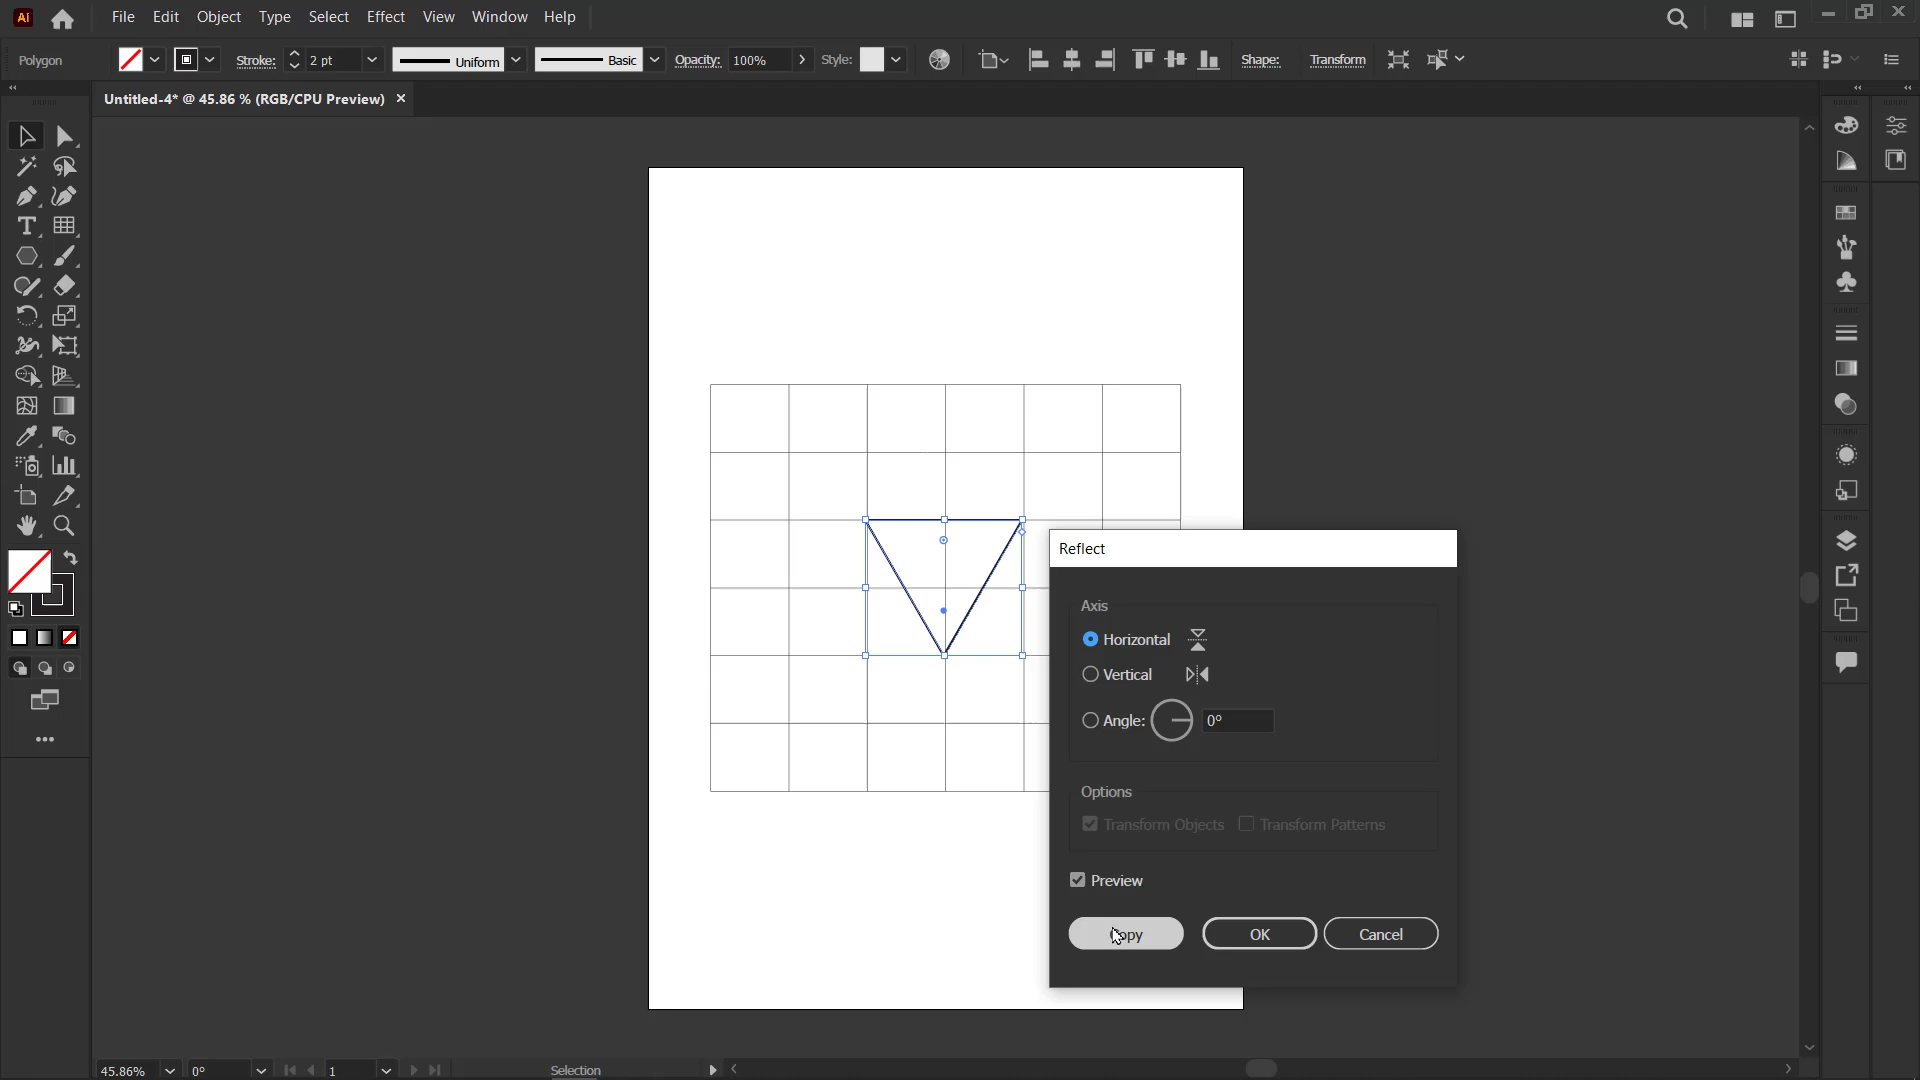 Ai File Edit Object Type Select Effect View Window Help
Polygon Stroke: 2 pt Uniform Basic Opacity: 100% Style: Shape: Transform
Untitled-4* @ 45.86 % (RGB/CPU Preview)
Reflect
Axis
Horizontal
Vertical
Angle: 0°
Options
Transform Objects Transform Patterns
Preview
Copy OK Cancel
45.86% 0° 1 Selection